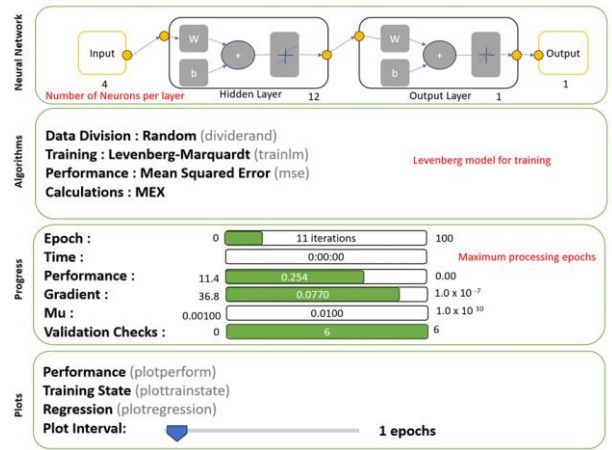 Neural Network
Input
W
b
+
W
b
+
Output
4
Hidden Layer
12
Output Layer
1
1
Number of Neurons per layer
Algorithms
Data Division : Random (dividerand)
Training : Levenberg-Marquardt (trainlm)
Performance : Mean Squared Error (mse)
Calculations : MEX
Levenberg model for training
Progress
Epoch : 0 11 iterations 100
Time : 0:00:00
Maximum processing epochs
Performance : 11.4 0.254 0.00
Gradient : 36.8 0.0770 1.0 x 10 -7
Mu : 0.00100 0.0100 1.0 x 10 10
Validation Checks : 0 6 6
Plots
Performance (plotperform)
Training State (plottrainstate)
Regression (plotregression)
Plot Interval: 1 epochs